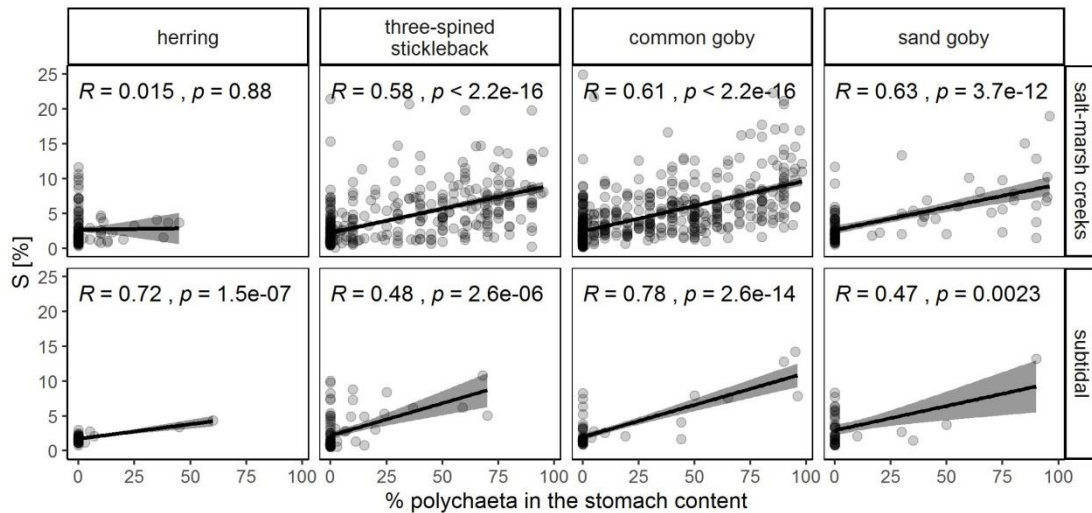 herring
three-spined
stickleback
common goby
sand goby
R = 0.015 , p = 0.88
R = 0.58 , p < 2.2e-16
R = 0.61 , p < 2.2e-16
R = 0.63 , p = 3.7e-12
salt-marsh
creeks
25
20
15
10
5
0
S [%]
R = 0.72 , p = 1.5e-07
R = 0.48 , p = 2.6e-06
R = 0.78 , p = 2.6e-14
R = 0.47 , p = 0.0023
subtidal
25
20
15
10
5
0
0 25 50 75 100 0 25 50 75 100 0 25 50 75 100 0 25 50 75 100
% polychaeta in the stomach content